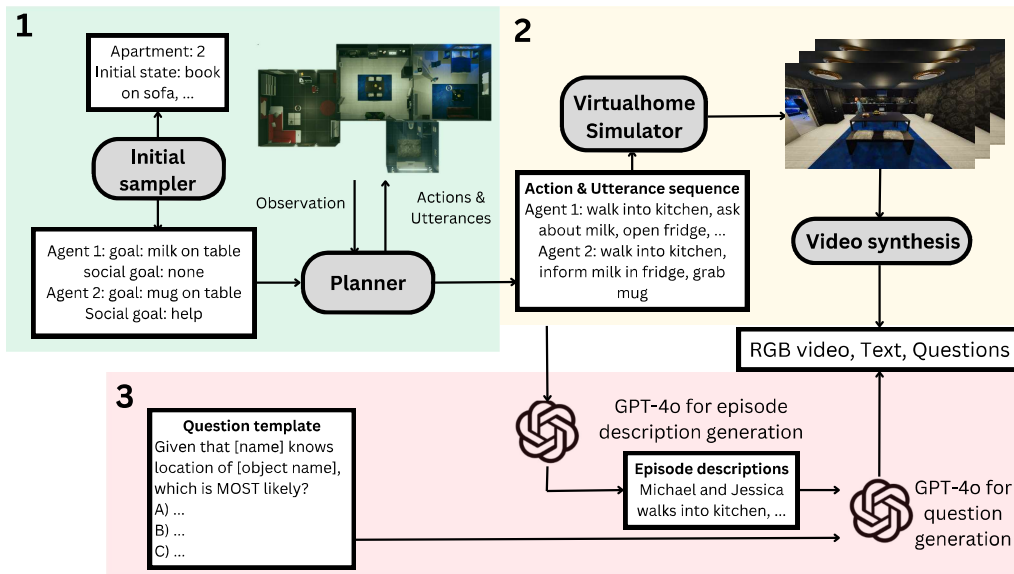 1
Apartment: 2
Initial state: book
on sofa, ...
Initial
sampler
Agent 1: goal: milk on table
social goal: none
Agent 2: goal: mug on table
Social goal: help
Observation
Actions &
Utterances
Planner
2
Virtualhome
Simulator
Action & Utterance sequence
Agent 1: walk into kitchen, ask
about milk, open fridge, ...
Agent 2: walk into kitchen,
inform milk in fridge, grab
mug
Video synthesis
RGB video, Text, Questions
3
Question template
Given that [name] knows
location of [object name],
which is MOST likely?
A) ...
B) ...
C) ...
GPT-4o for episode
description generation
Episode descriptions
Michael and Jessica
walks into kitchen, ...
GPT-4o for
question
generation